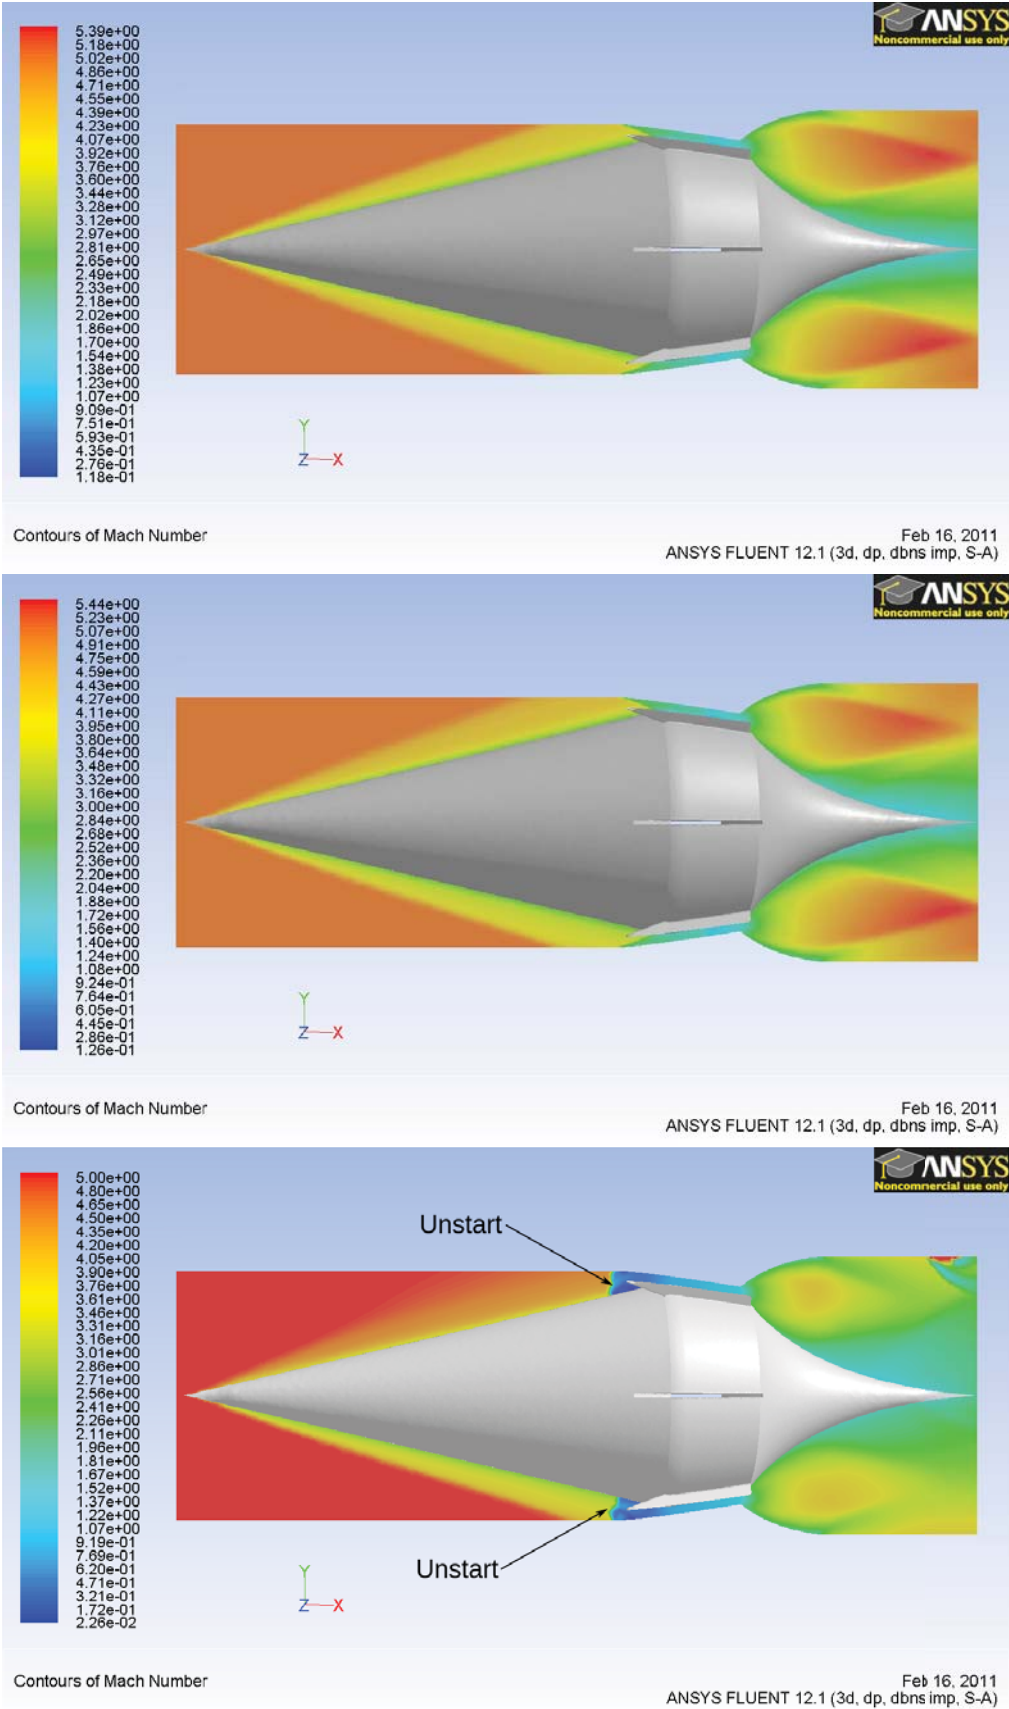 ANSYS
Noncommercial use only
5.39e+00
5.18e+00
5.02e+00
4.86e+00
4.71e+00
4.55e+00
4.39e+00
4.23e+00
4.07e+00
3.92e+00
3.76e+00
3.60e+00
3.44e+00
3.28e+00
3.12e+00
2.97e+00
2.81e+00
2.65e+00
2.49e+00
2.33e+00
2.18e+00
2.02e+00
1.86e+00
1.70e+00
1.54e+00
1.38e+00
1.23e+00
1.07e+00
9.09e-01
7.51e-01
5.93e-01
4.35e-01
2.76e-01
1.18e-01
Y
Z X
Contours of Mach Number
Feb 16, 2011
ANSYS FLUENT 12.1 (3d, dp, dbns imp, S-A)
ANSYS
Noncommercial use only
5.44e+00
5.23e+00
5.07e+00
4.91e+00
4.75e+00
4.59e+00
4.43e+00
4.27e+00
4.11e+00
3.95e+00
3.80e+00
3.64e+00
3.48e+00
3.32e+00
3.16e+00
3.00e+00
2.84e+00
2.68e+00
2.52e+00
2.36e+00
2.20e+00
2.04e+00
1.88e+00
1.72e+00
1.56e+00
1.40e+00
1.24e+00
1.08e+00
9.24e-01
7.64e-01
6.05e-01
4.45e-01
2.86e-01
1.26e-01
Y
Z X
Contours of Mach Number
Feb 16, 2011
ANSYS FLUENT 12.1 (3d, dp, dbns imp, S-A)
ANSYS
Noncommercial use only
5.00e+00
4.80e+00
4.65e+00
4.50e+00
4.35e+00
4.20e+00
4.05e+00
3.90e+00
3.76e+00
3.61e+00
3.46e+00
3.31e+00
3.16e+00
3.01e+00
2.86e+00
2.71e+00
2.56e+00
2.41e+00
2.26e+00
2.11e+00
1.96e+00
1.81e+00
1.67e+00
1.52e+00
1.37e+00
1.22e+00
1.07e+00
9.19e-01
7.69e-01
6.20e-01
4.71e-01
3.21e-01
1.72e-01
2.26e-02
Unstart
Unstart
Y
Z X
Contours of Mach Number
Feb 16, 2011
ANSYS FLUENT 12.1 (3d, dp, dbns imp, S-A)